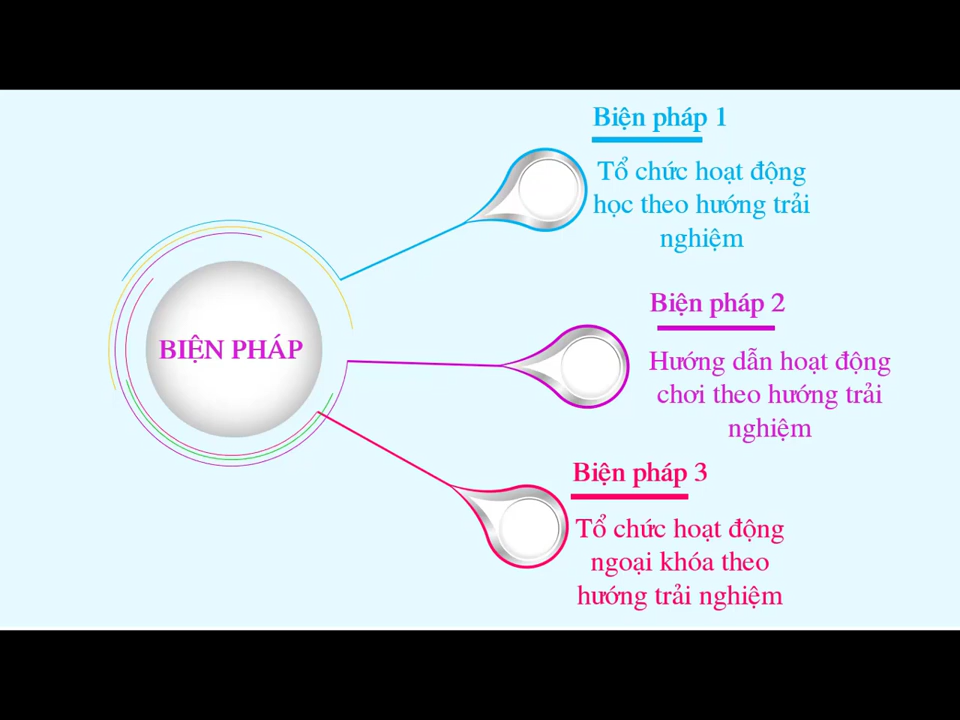 BIỆN PHÁP
Biện pháp 1
Tổ chức hoạt động
học theo hướng trải
nghiệm
Biện pháp 2
Hướng dẫn hoạt động
chơi theo hướng trải
nghiệm
Biện pháp 3
Tổ chức hoạt động
ngoại khóa theo
hướng trải nghiệm